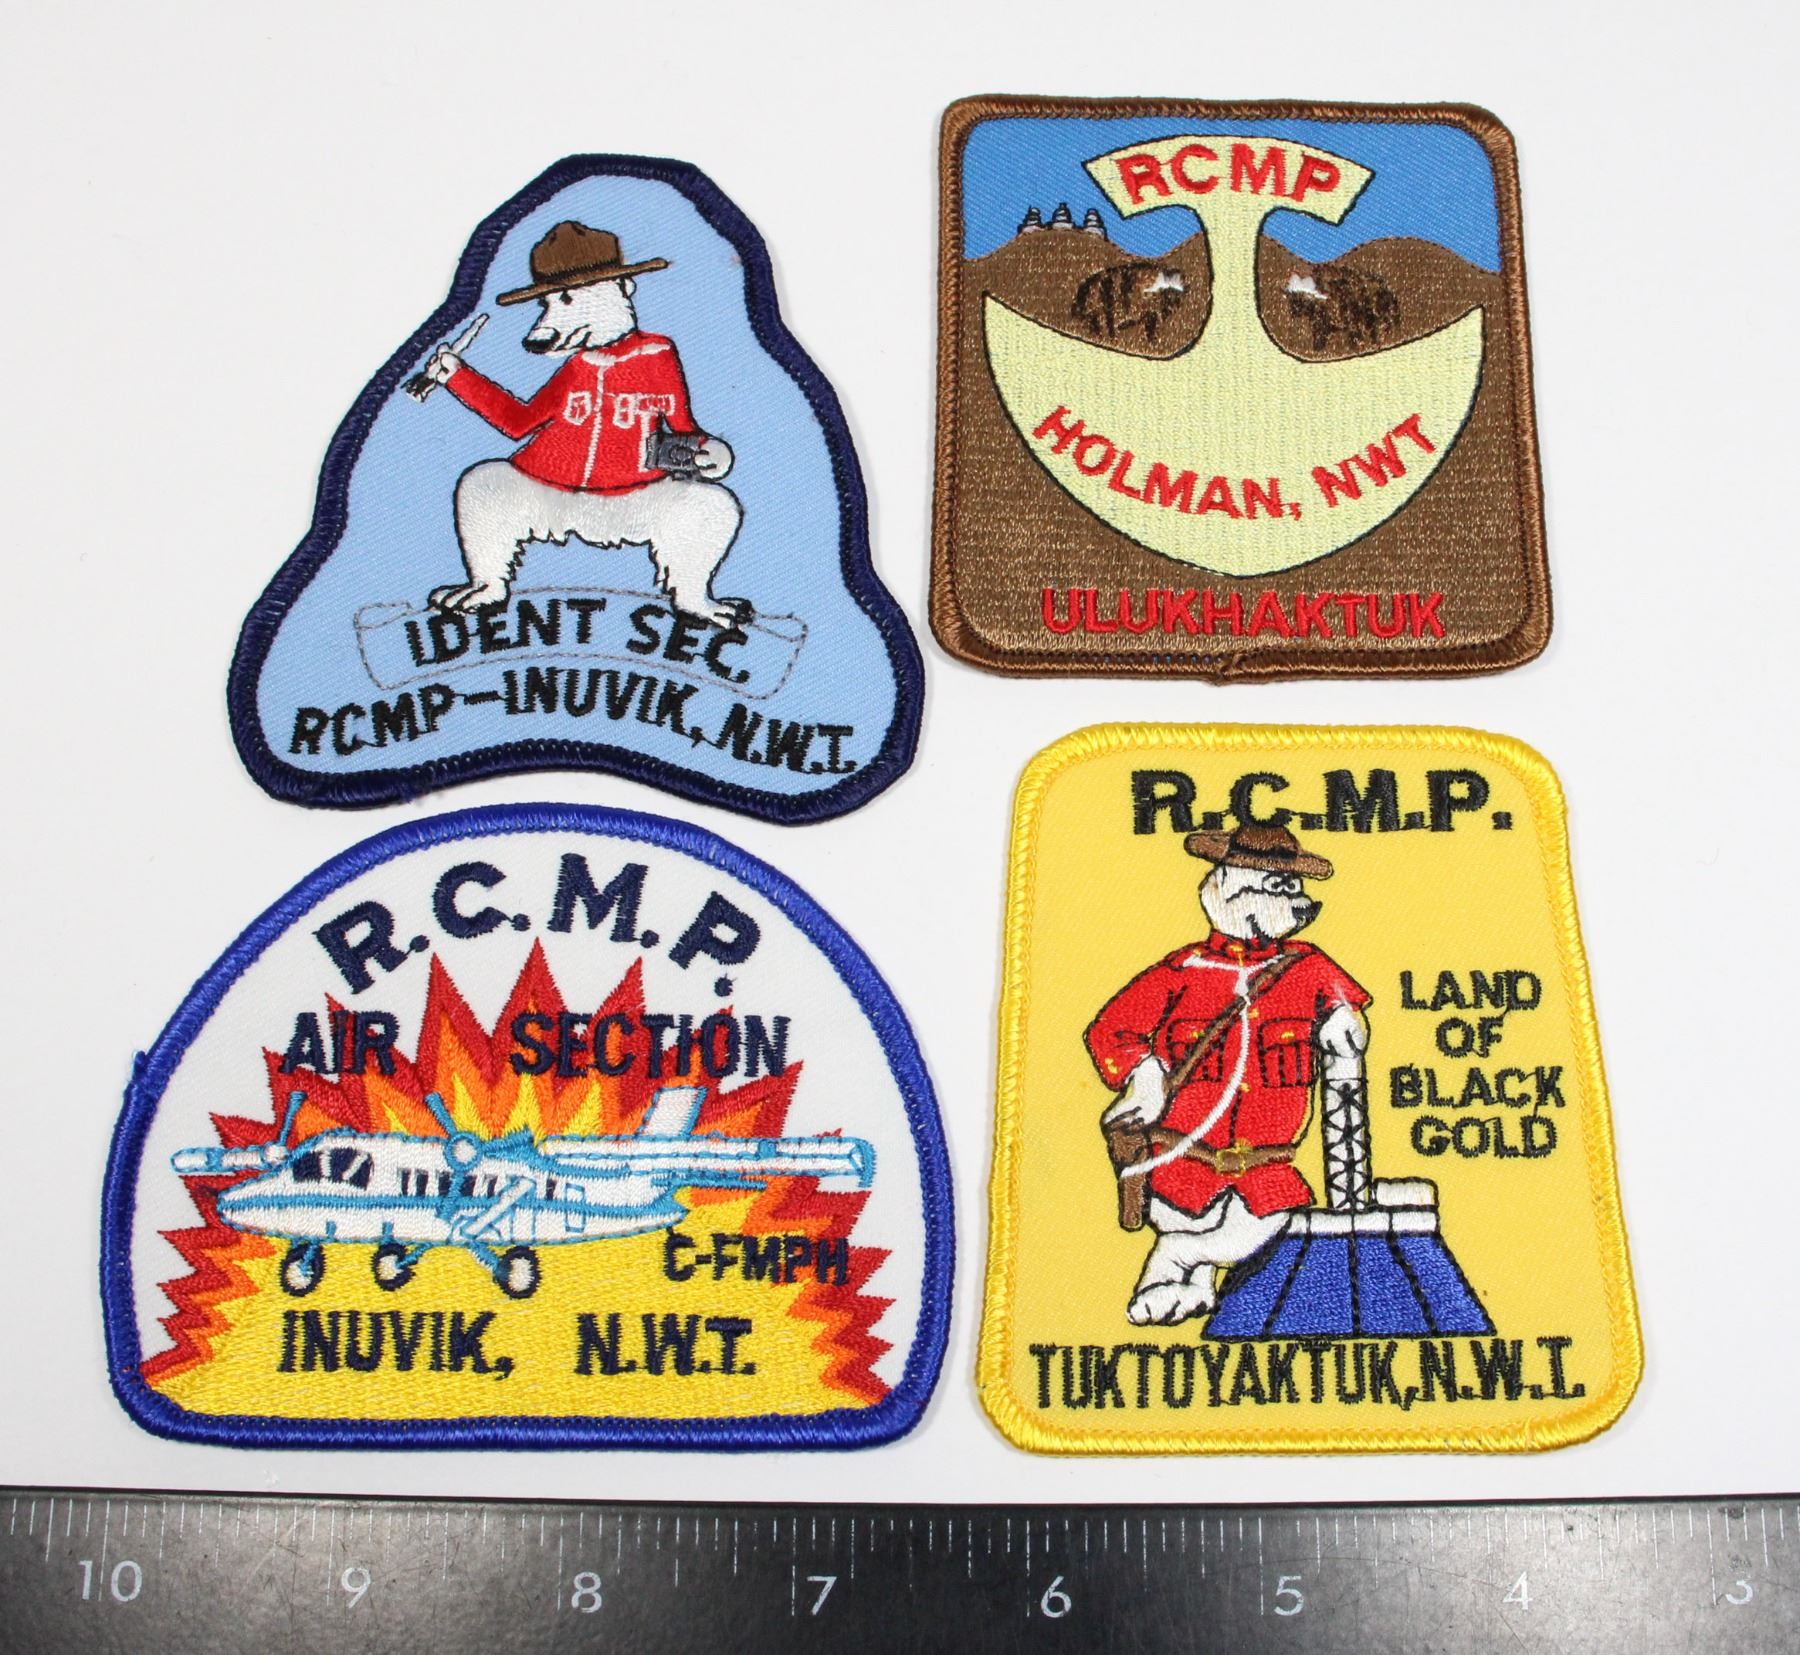 IDENT SEC.
RCMP-INUVIK, N.W.T.
RCMP
HOLMAN, NWT
ULUKHAKTUK
R.C.M.P.
AIR SECTION
C-FMPH
INUVIK, N.W.T.
R.C.M.P.
LAND
OF
BLACK
GOLD
TUKTOYAKTUK, N.W.T.
10 9 8 7 6 5 4 3